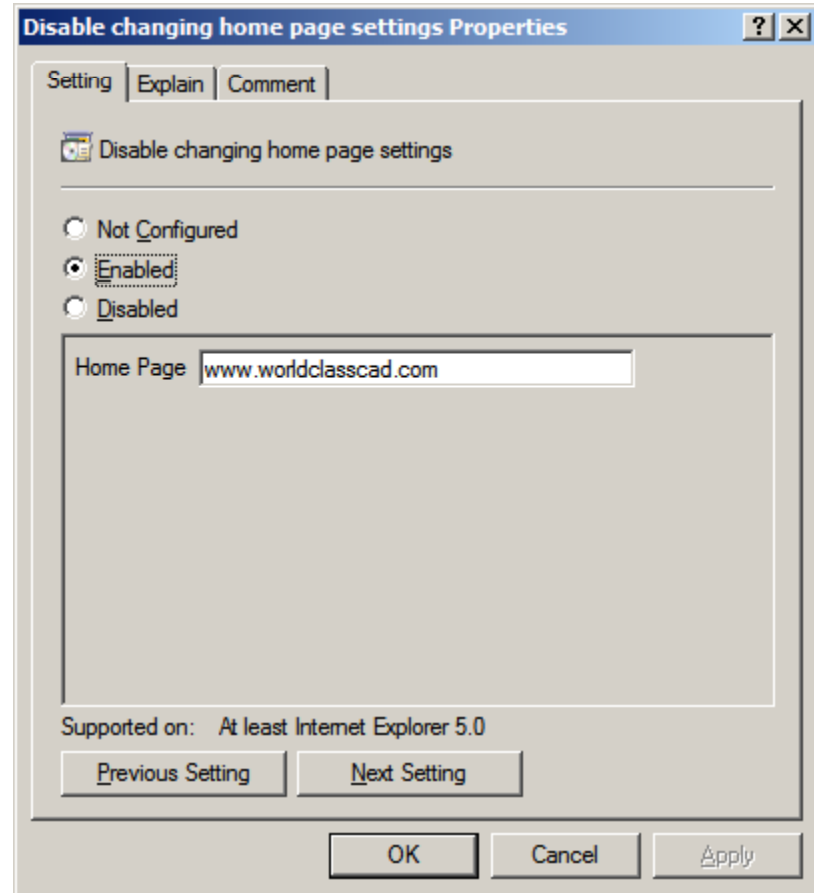 Disable changing home page settings Properties
Setting Explain Comment
Disable changing home page settings
Not Configured
Enabled
Disabled
Home Page www.worldclasscad.com
Supported on: At least Internet Explorer 5.0
Previous Setting Next Setting
OK Cancel Apply